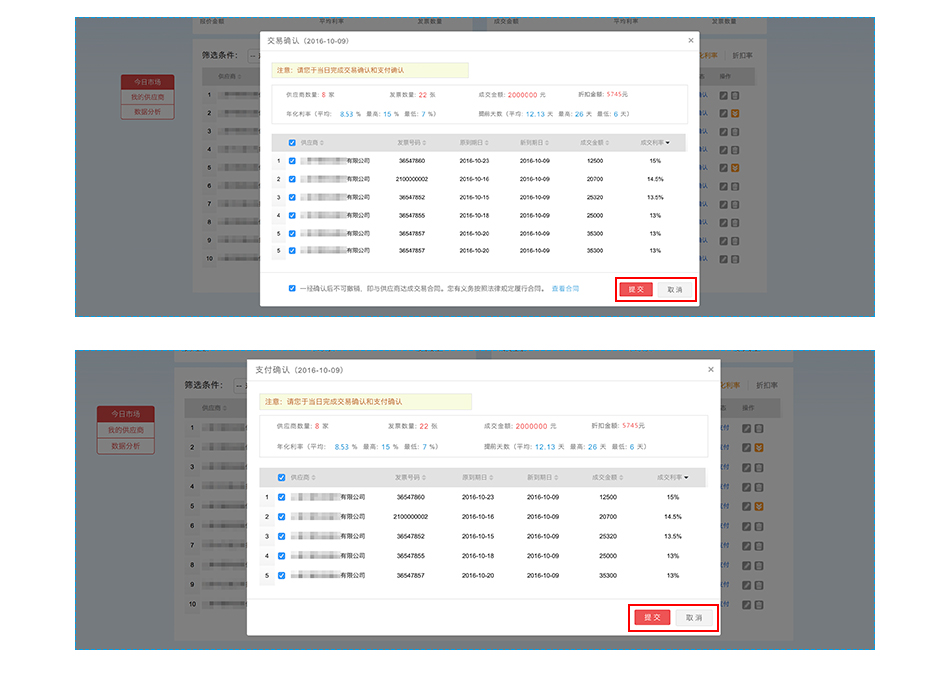 报价金额 平均利率 发票数量 成交金额 平均利率 发票数量
交易确认（2016-10-09） ×
筛选条件：
折扣率
注意：请您于当日完成交易确认和支付确认
今日市场
我的供应商
数据分析
供应商
操作
供应商数量: 8 家 发票数量: 22 张 成交金额: 2000000 元 折扣金额: 5745元
年化利率（平均: 8.53 % 最高: 15 % 最低: 7 %） 提前天数（平均: 12.13 天 最高: 26 天 最低: 6 天）
供应商 发票号码 原到期日 新到期日 成交金额 成交利率
1 有限公司 36547860 2016-10-23 2016-10-09 12500 15%
2 有限公司 2100000002 2016-10-16 2016-10-09 20700 14.5%
3 有限公司 36547852 2016-10-15 2016-10-09 25320 13.5%
4 有限公司 36547855 2016-10-18 2016-10-09 25000 13%
5 有限公司 36547857 2016-10-20 2016-10-09 35300 13%
5 有限公司 36547857 2016-10-20 2016-10-09 35300 13%
1
2
3
4
5
6
7
8
9
10
一经确认后不可撤销，即与供应商达成交易合同。您有义务按照法律规定履行合同。 查看合同
提 交 取 消
支付确认（2016-10-09） ×
筛选条件：
折扣率
注意：请您于当日完成交易确认和支付确认
今日市场
我的供应商
数据分析
供应商
操作
供应商数量: 8 家 发票数量: 22 张 成交金额: 2000000 元 折扣金额: 5745元
年化利率（平均: 8.53 % 最高: 15 % 最低: 7 %） 提前天数（平均: 12.13 天 最高: 26 天 最低: 6 天）
供应商 发票号码 原到期日 新到期日 成交金额 成交利率
1 有限公司 36547860 2016-10-23 2016-10-09 12500 15%
2 有限公司 2100000002 2016-10-16 2016-10-09 20700 14.5%
3 有限公司 36547852 2016-10-15 2016-10-09 25320 13.5%
4 有限公司 36547855 2016-10-18 2016-10-09 25000 13%
5 有限公司 36547857 2016-10-20 2016-10-09 35300 13%
1
2
3
4
5
6
7
8
9
10
提 交 取 消